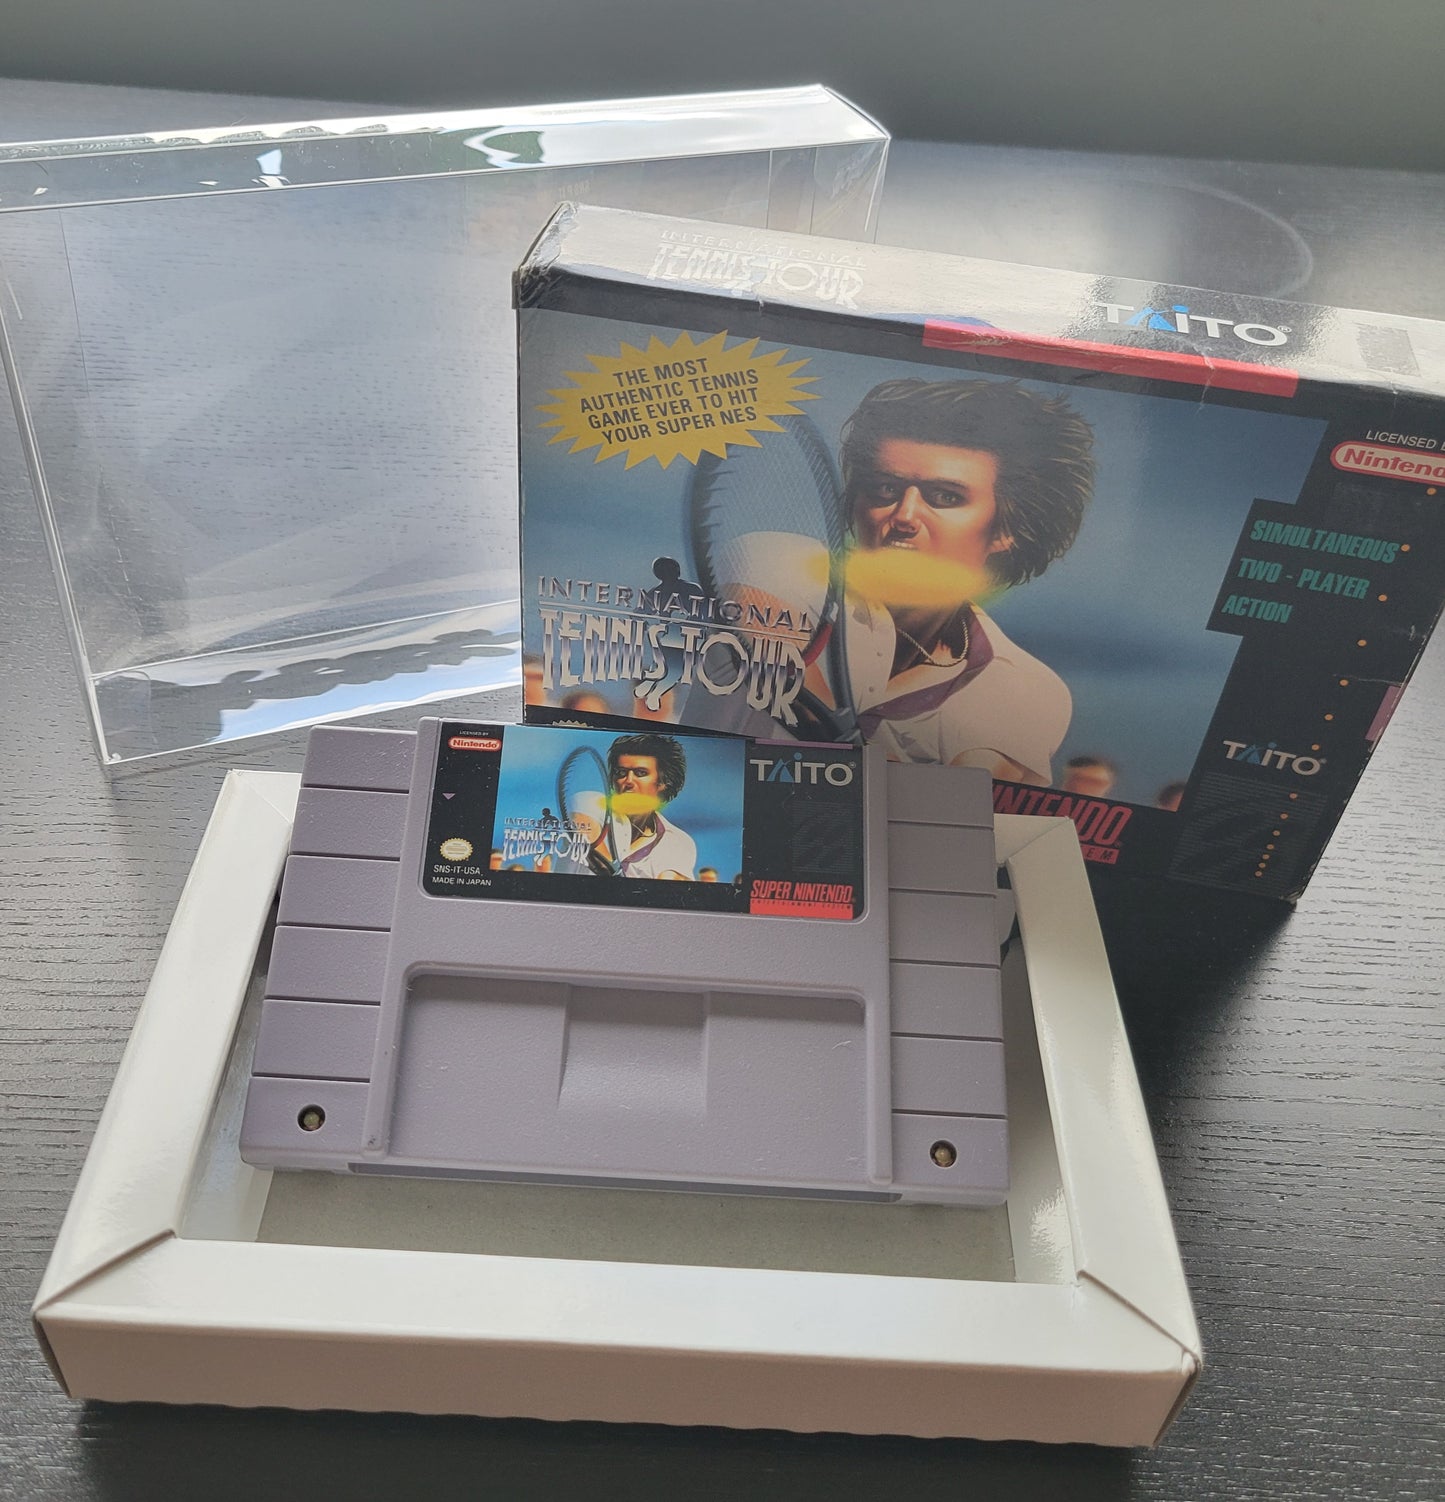 INTERNATIONAL
TENNIS TOUR
TAITO®
THE MOST
AUTHENTIC TENNIS
GAME EVER TO HIT
YOUR SUPER NES
LICENSED
Nintendo
SIMULTANEOUS
TWO - PLAYER
ACTION
INTERNATIONAL
TENNIS TOUR
TAITO®
NINTENDO
LICENSED BY
Nintendo
TAITO®
INTERNATIONAL
TENNIS TOUR
SNS-IT-USA
MADE IN JAPAN
SUPER NINTENDO
ENTERTAINMENT SYSTEM